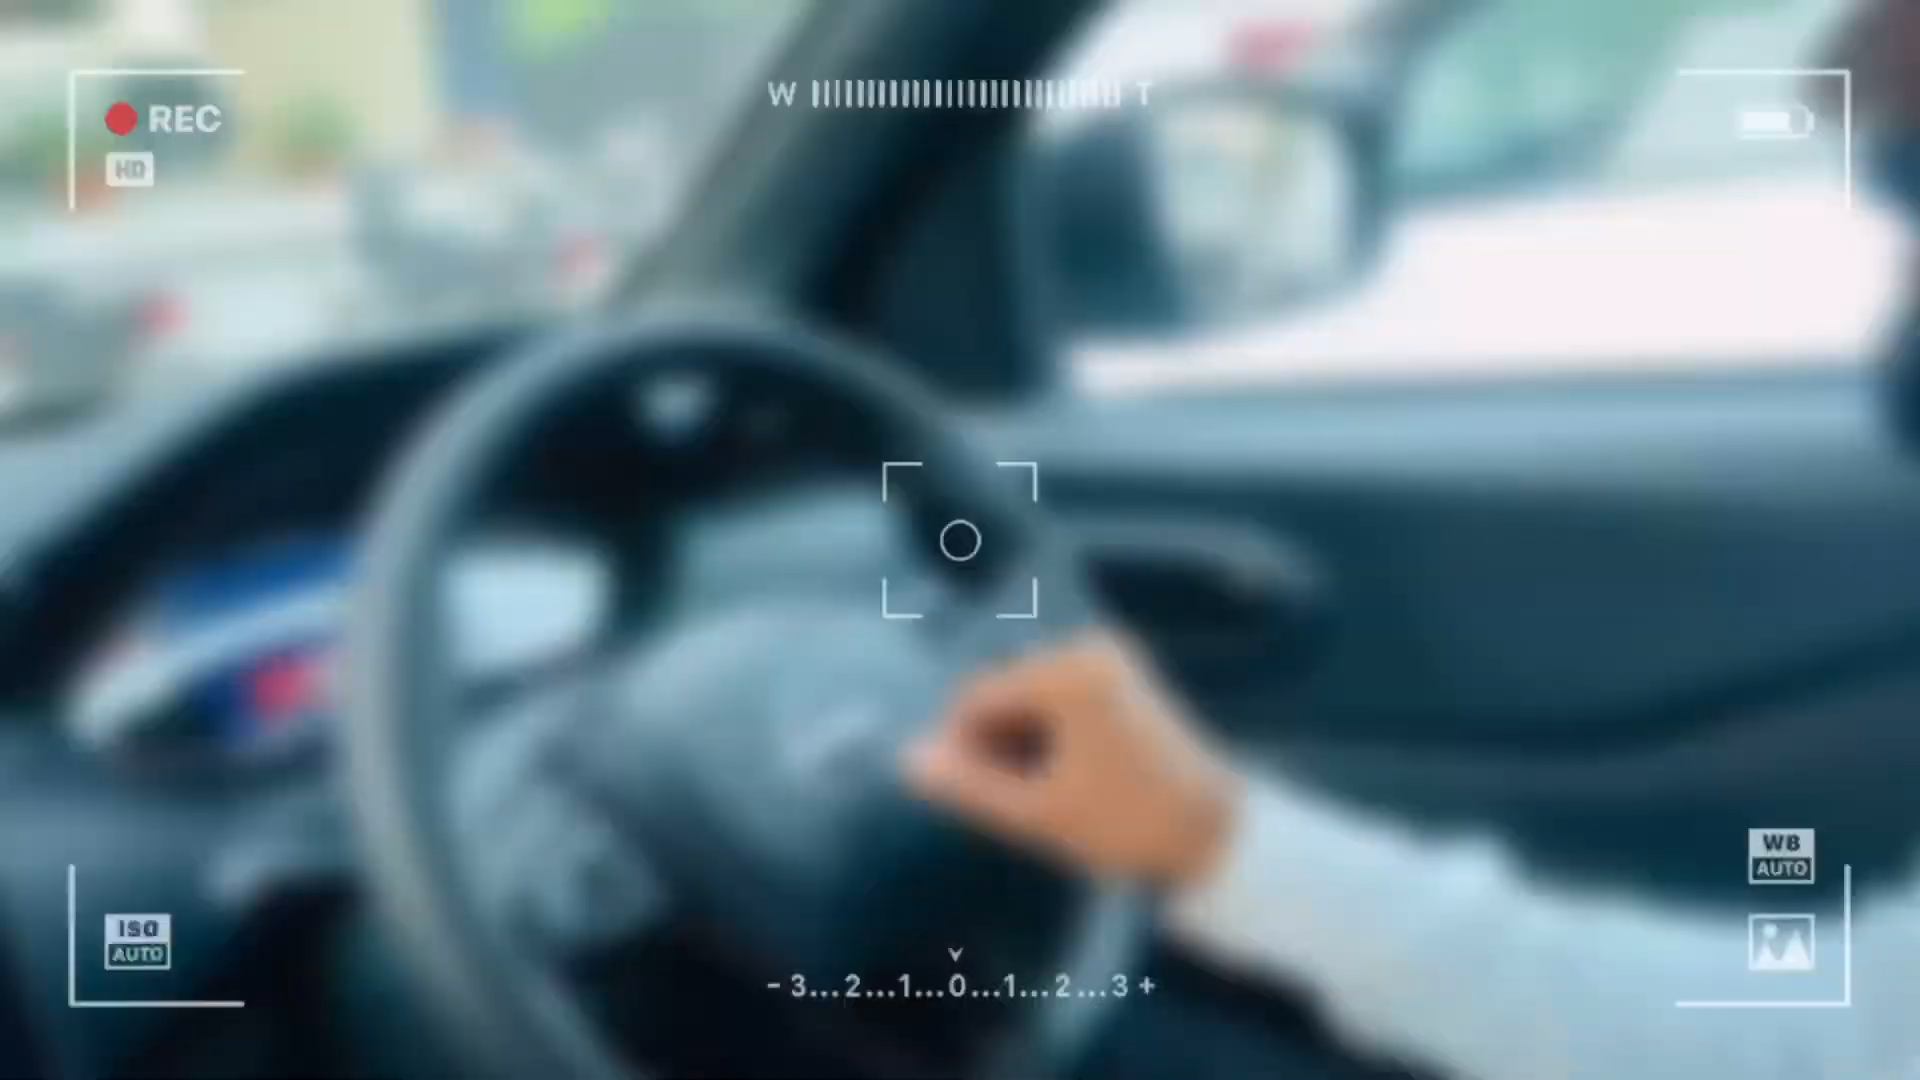 REC
HD
W T
ISO
AUTO
WB
AUTO
- 3...2...1...0...1...2...3 +